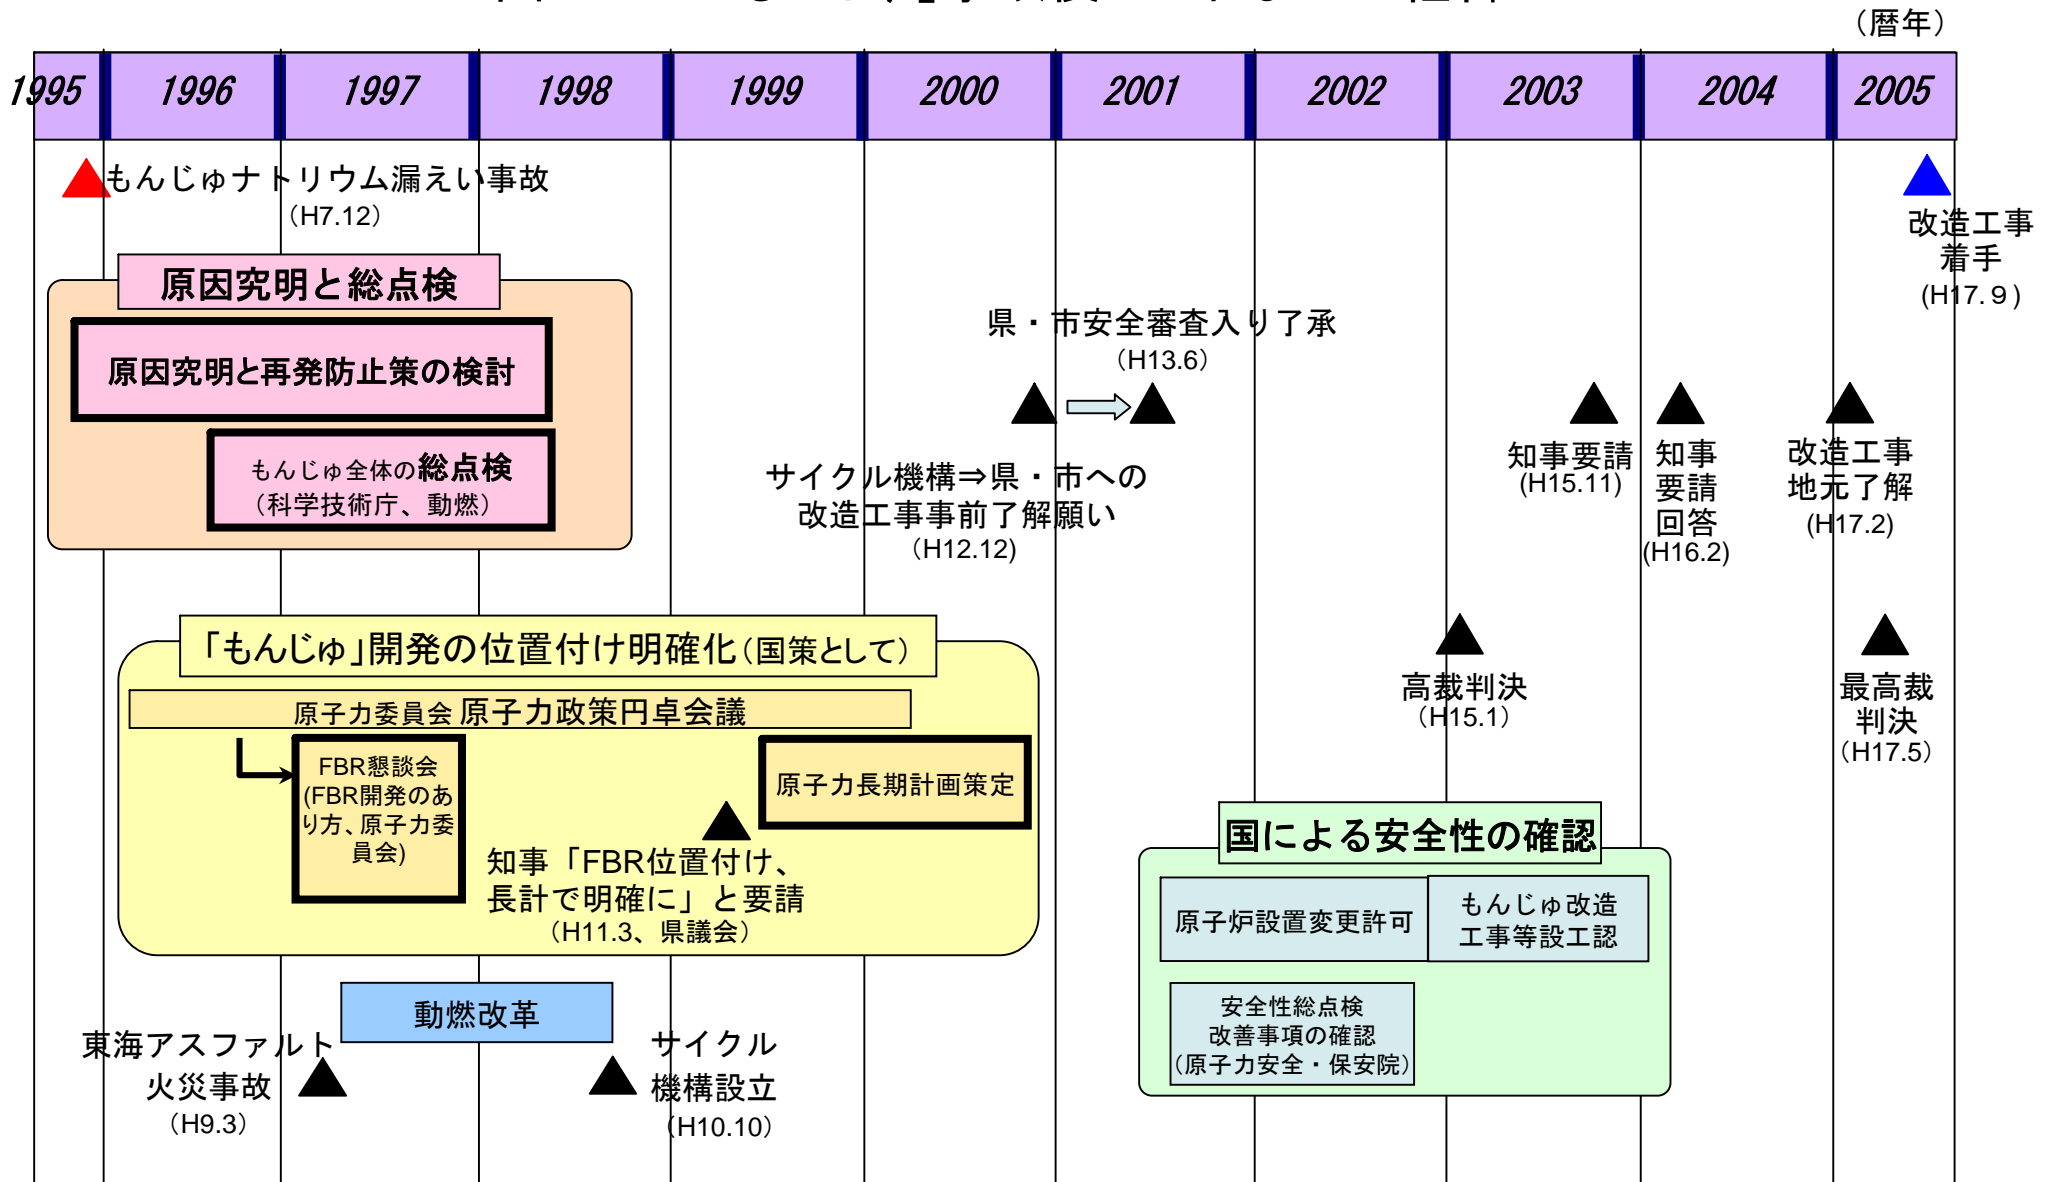 （暦年）
1995 1996 1997 1998 1999 2000 2001 2002 2003 2004 2005
もんじゅナトリウム漏えい事故
（H7.12）
改造工事
着手
(H17.９)
原因究明と総点検
原因究明と再発防止策の検討
もんじゅ全体の総点検
（科学技術庁、動燃）
県・市安全審査入り了承
（H13.6）
サイクル機構⇒県・市への
改造工事事前了解願い
（H12.12)
知事要請
(H15.11)
知事
要請
回答
(H16.2)
改造工事
地元了解
(H17.2)
高裁判決
（H15.1）
最高裁
判決
（H17.5）
「もんじゅ」開発の位置付け明確化（国策として）
原子力委員会 原子力政策円卓会議
FBR懇談会
(FBR開発のあ
り方、原子力委
員会)
原子力長期計画策定
知事「FBR位置付け、
長計で明確に」と要請
（H11.3、県議会）
国による安全性の確認
原子炉設置変更許可
もんじゅ改造
工事等設工認
安全性総点検
改善事項の確認
（原子力安全・保安院）
動燃改革
東海アスファルト
火災事故
（H9.3）
サイクル
機構設立
（H10.10）